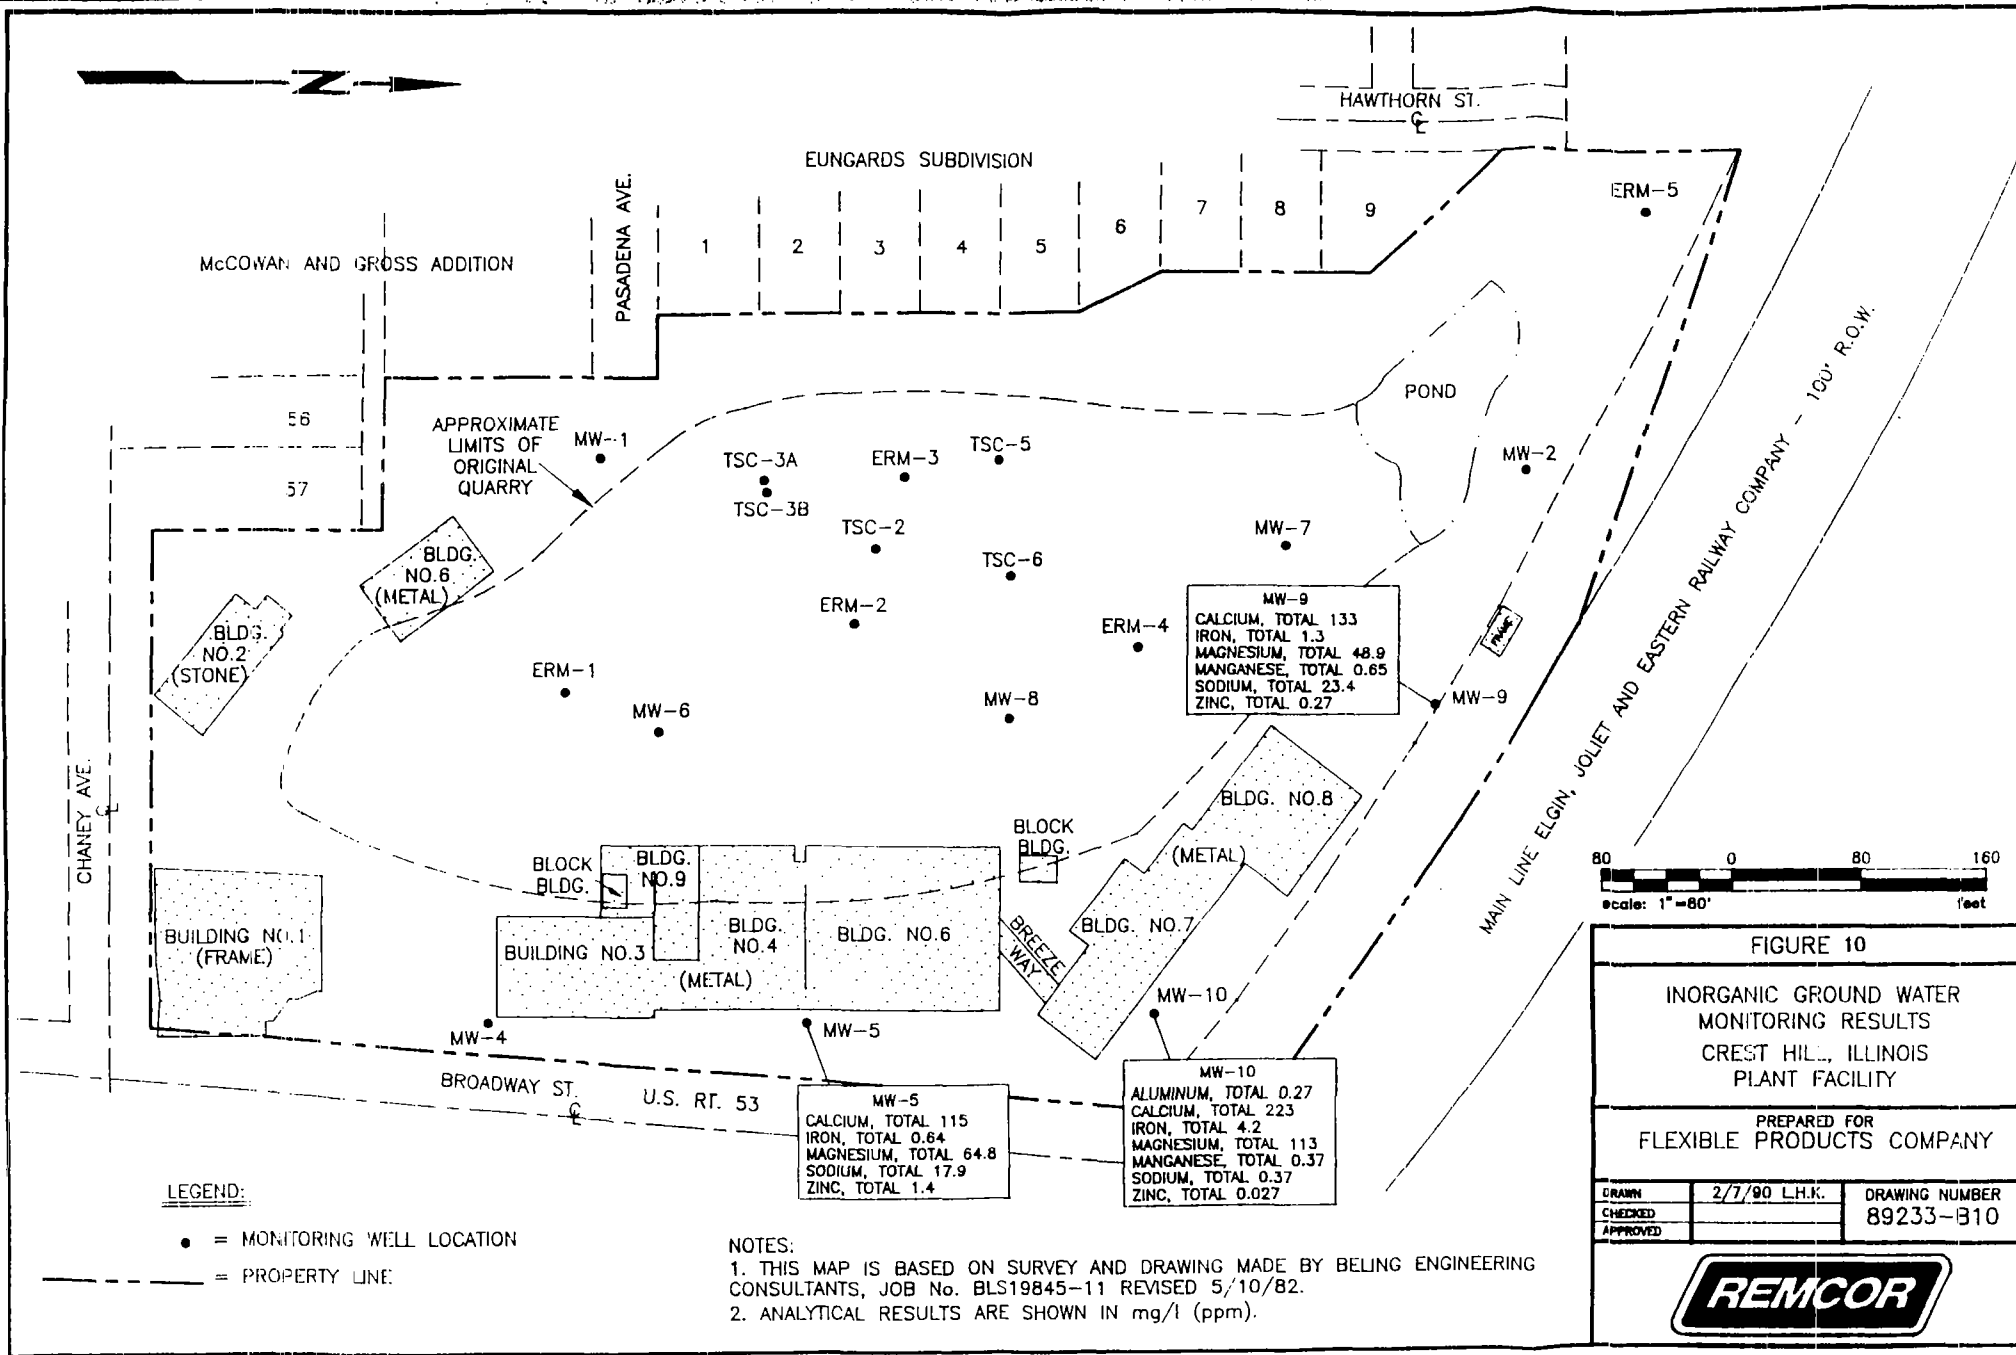 N
HAWTHORN ST.
CL
EUNGARDS SUBDIVISION
PASADENA AVE.
McCOWAN AND GROSS ADDITION
1
2
3
4
5
6
7
8
9
ERM-5
56
57
APPROXIMATE
LIMITS OF
ORIGINAL
QUARRY
MW-1
TSC-3A
TSC-3B
ERM-3
TSC-5
TSC-2
TSC-6
ERM-2
ERM-4
ERM-1
MW-6
MW-8
MW-7
MW-2
POND
MW-9
FRAME
MAIN LINE ELGIN, JOLIET AND EASTERN RAILWAY COMPANY - 100' R.O.W.
BLDG.
NO.6
(METAL)
BLDG.
NO.2
(STONE)
MW-9
CALCIUM, TOTAL 133
IRON, TOTAL 1.3
MAGNESIUM, TOTAL 48.9
MANGANESE, TOTAL 0.65
SODIUM, TOTAL 23.4
ZINC, TOTAL 0.27
CHANEY AVE.
CL
BUILDING NO.1
(FRAME)
BLOCK
BLDG.
BLDG.
NO.9
BUILDING NO.3
BLDG.
NO.4
(METAL)
BLDG. NO.6
BLOCK
BLDG.
BREEZE
WAY
BLDG. NO.7
(METAL)
BLDG. NO.8
MW-10
MW-4
MW-5
BROADWAY ST.
CL
U.S. RT. 53
MW-5
CALCIUM, TOTAL 115
IRON, TOTAL 0.64
MAGNESIUM, TOTAL 64.8
SODIUM, TOTAL 17.9
ZINC, TOTAL 1.4
MW-10
ALUMINUM, TOTAL 0.27
CALCIUM, TOTAL 223
IRON, TOTAL 4.2
MAGNESIUM, TOTAL 113
MANGANESE, TOTAL 0.37
SODIUM, TOTAL 0.37
ZINC, TOTAL 0.027
80 0 80 160
scale: 1"=80' feet
LEGEND:
= MONITORING WELL LOCATION
= PROPERTY LINE
NOTES:
1. THIS MAP IS BASED ON SURVEY AND DRAWING MADE BY BELING ENGINEERING
CONSULTANTS, JOB No. BLS19845-11 REVISED 5/10/82.
2. ANALYTICAL RESULTS ARE SHOWN IN mg/l (ppm).
FIGURE 10
INORGANIC GROUND WATER
MONITORING RESULTS
CREST HILL, ILLINOIS
PLANT FACILITY
PREPARED FOR
FLEXIBLE PRODUCTS COMPANY
DRAWN 2/7/90 L.H.K.
CHECKED
APPROVED
DRAWING NUMBER
89233-B10
REMCOR